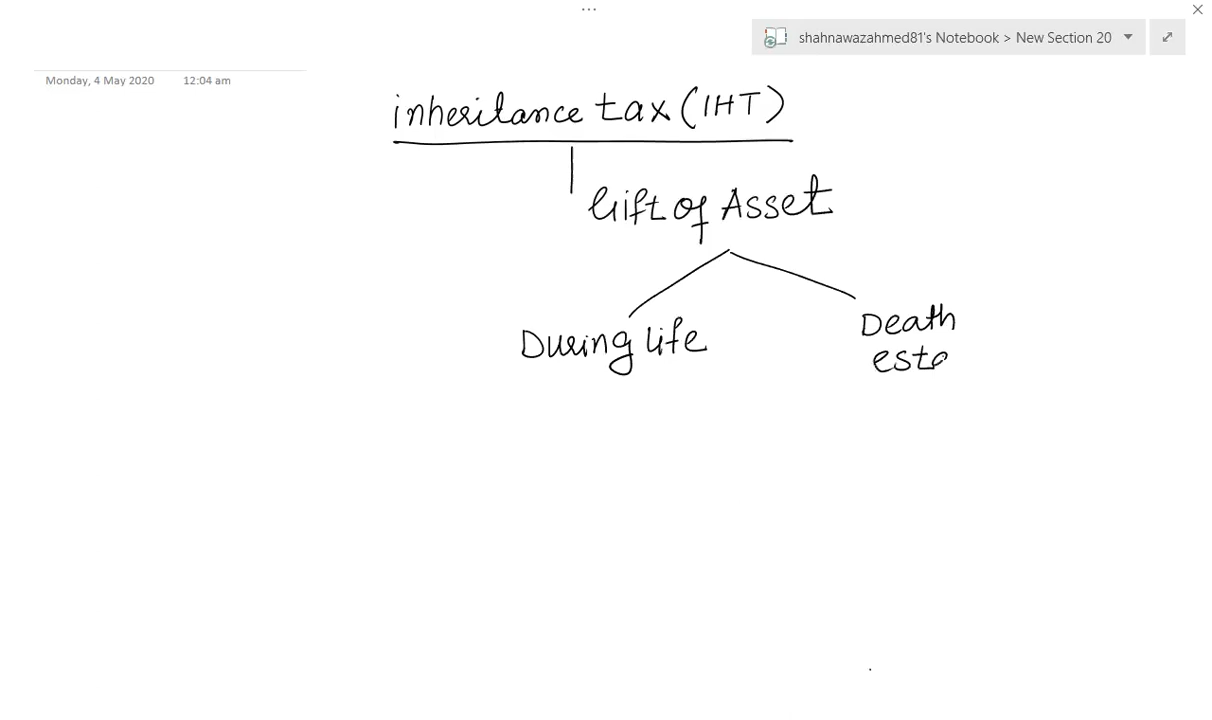 shahnawazahmed81's Notebook > New Section 20
Monday, 4 May 2020 12:04 am
inheritance tax (IHT)
Gift of Asset
During life
Death
esta